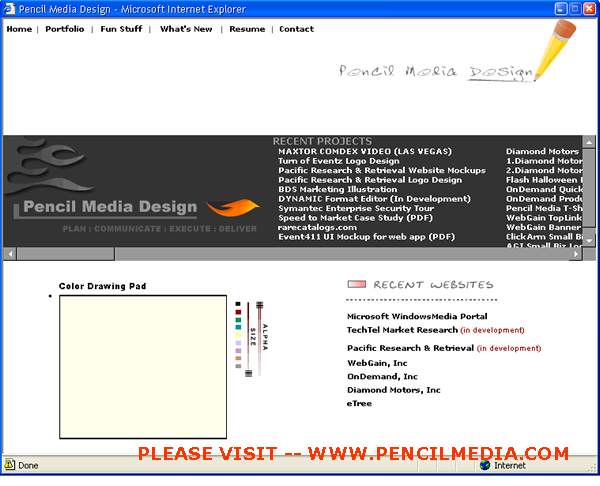 Pencil Media Design - Microsoft Internet Explorer
Home | Portfolio | Fun Stuff | What's New | Resume | Contact
Pencil Media Design
RECENT PROJECTS
MAXTOR COMDEX VIDEO (LAS VEGAS)
Turn of Eventz Logo Design
Pacific Research & Retrieval Website Mockups
Pacific Research & Retrieval Logo Design
BDS Marketing Illustration
DYNAMIC Format Editor (In Development)
Symantec Enterprise Security Tour
Speed to Market Case Study (PDF)
rarecatalogs.com
Event411 UI Mockup for web app (PDF)
Diamond Motors
1.Diamond Motor
2.Diamond Motor
Flash Halloween
OnDemand Quick
OnDemand Produ
Pencil Media T-Sh
WebGain TopLink
WebGain Banner
ClickArm Small Bi
AGI Small Biz Lo
Pencil Media Design
PLAN : COMMUNICATE : EXECUTE : DELIVER
Color Drawing Pad
SIZE
ALPHA
RECENT WEBSITES
Microsoft WindowsMedia Portal
TechTel Market Research (in development)
Pacific Research & Retrieval (in development)
WebGain, Inc
OnDemand, Inc
Diamond Motors, Inc
eTree
PLEASE VISIT -- WWW.PENCILMEDIA.COM
Done
Internet